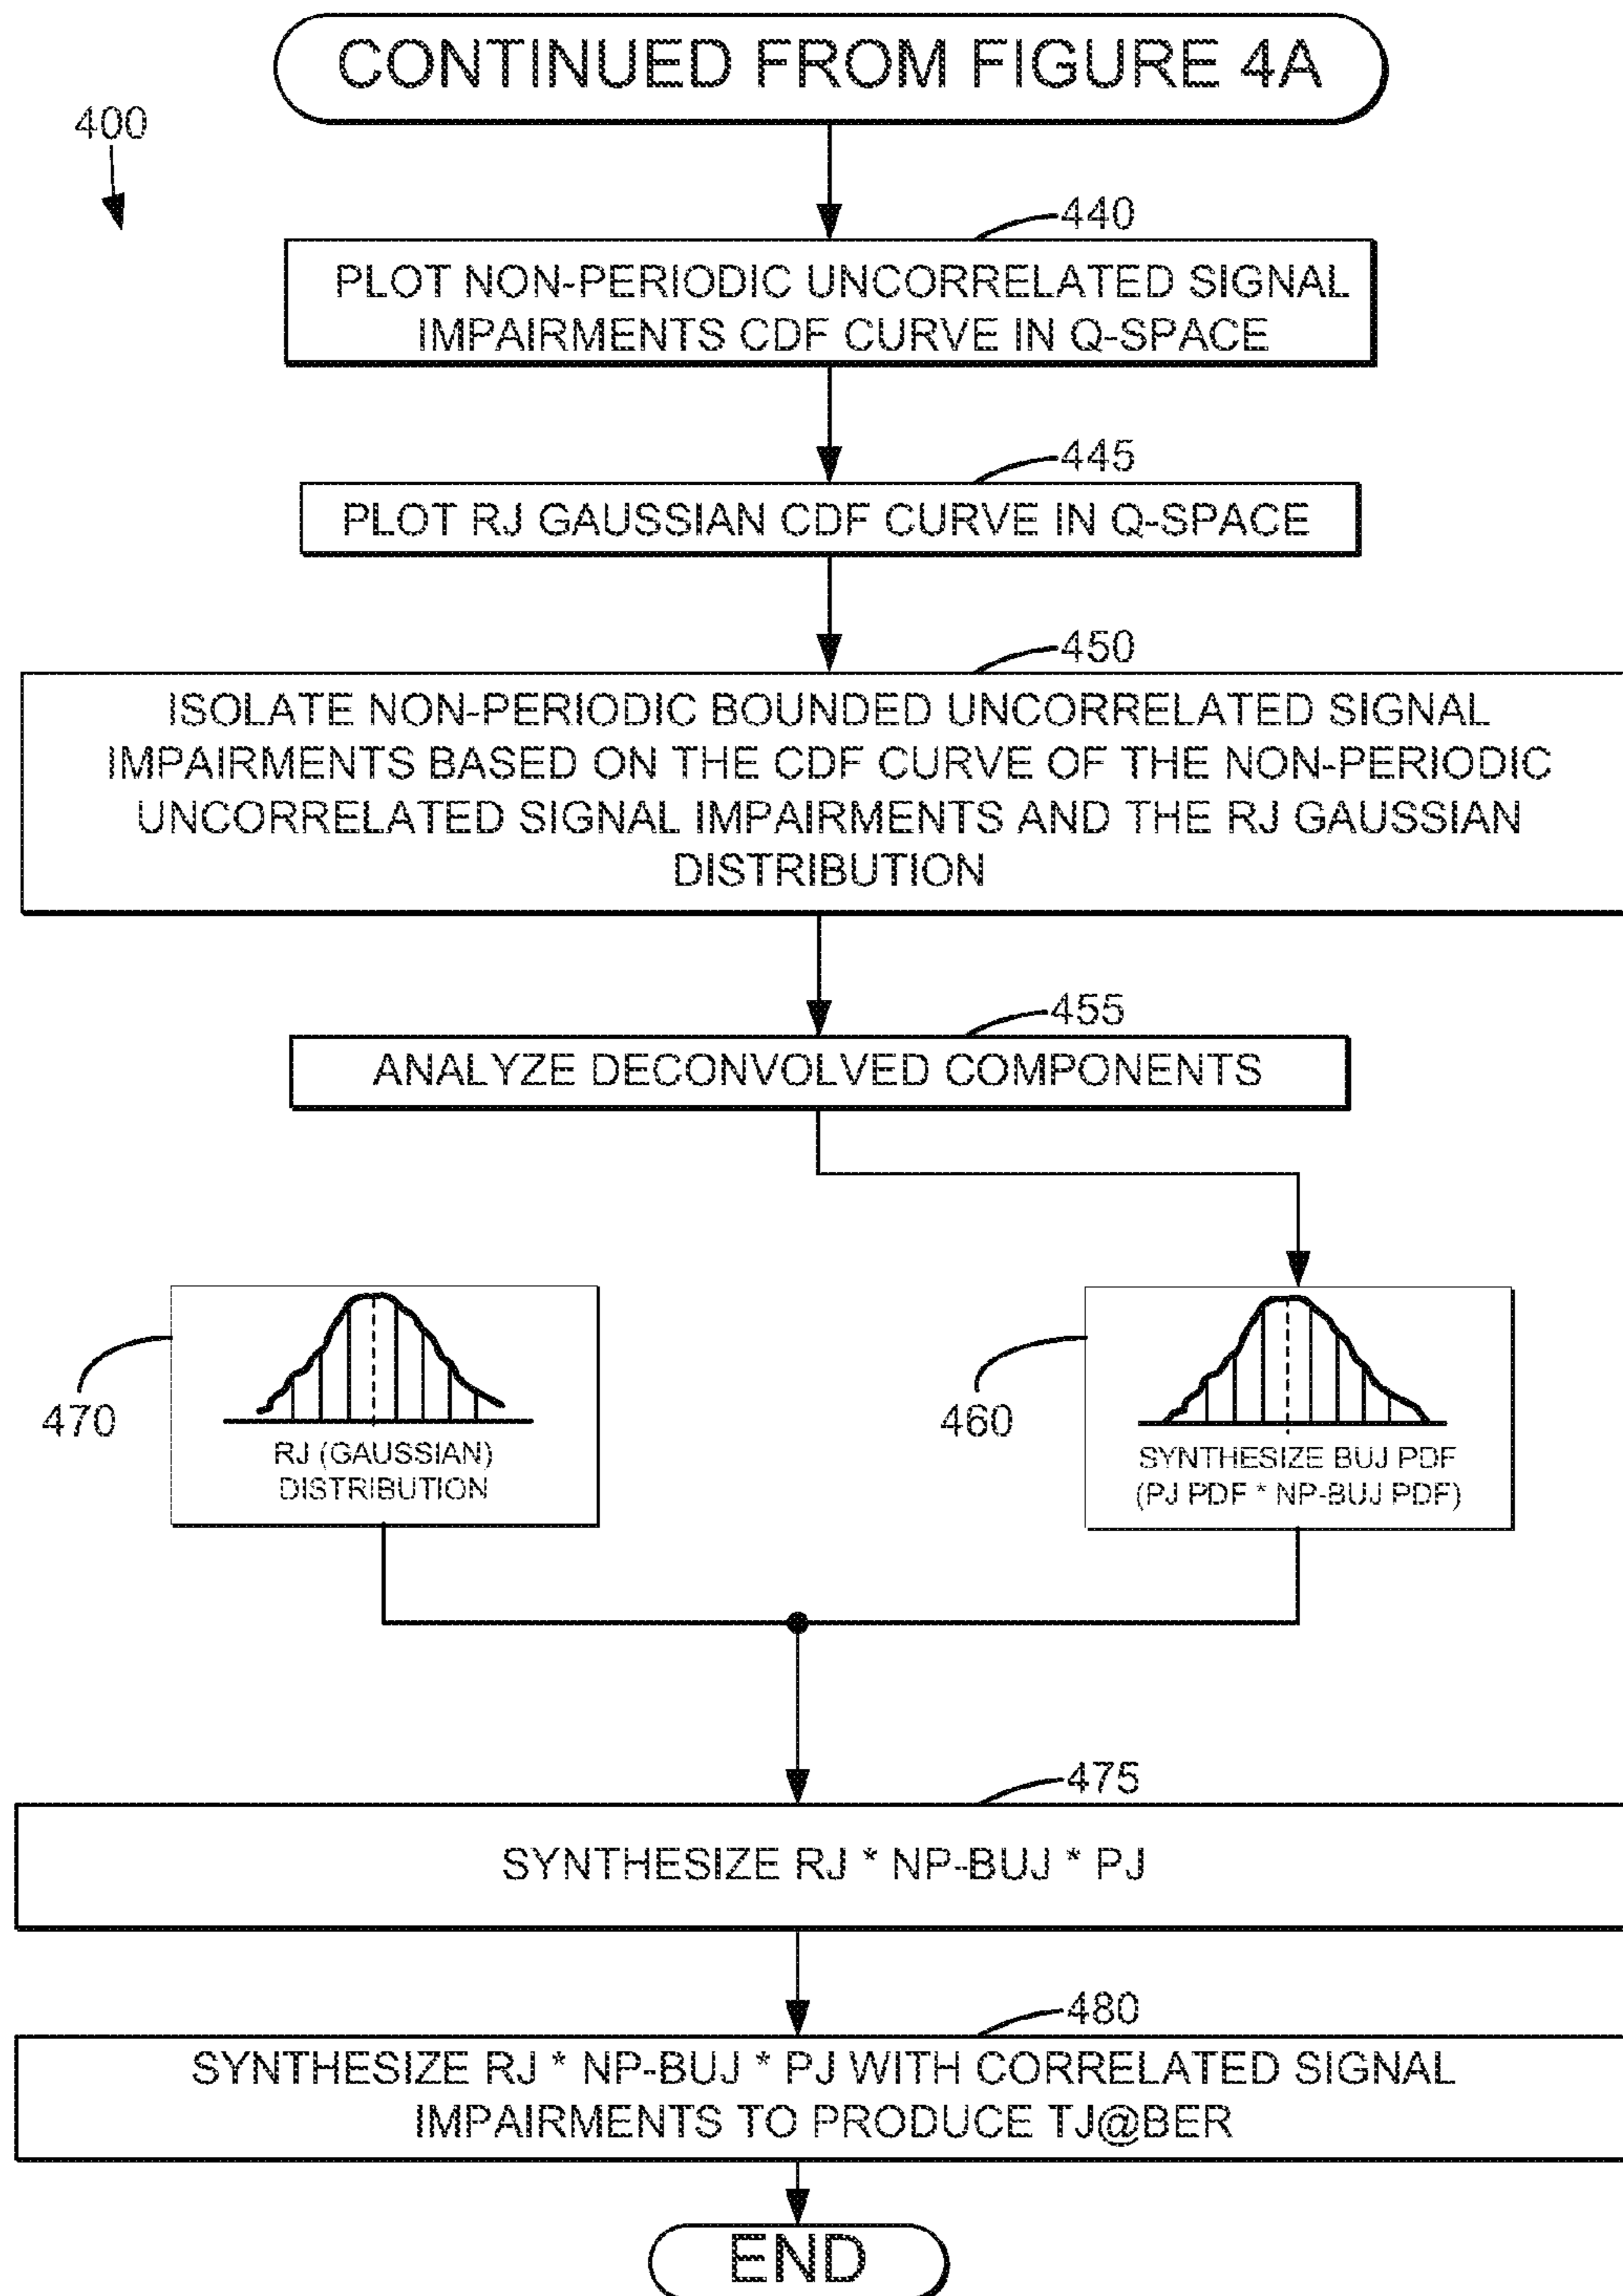 CONTINUED FROM FIGURE 4A
400
440
PLOT NON-PERIODIC UNCORRELATED SIGNAL
IMPAIRMENTS CDF CURVE IN Q-SPACE
445
PLOT RJ GAUSSIAN CDF CURVE IN Q-SPACE
450
ISOLATE NON-PERIODIC BOUNDED UNCORRELATED SIGNAL
IMPAIRMENTS BASED ON THE CDF CURVE OF THE NON-PERIODIC
UNCORRELATED SIGNAL IMPAIRMENTS AND THE RJ GAUSSIAN
DISTRIBUTION
455
ANALYZE DECONVOLVED COMPONENTS
470
RJ (GAUSSIAN)
DISTRIBUTION
460
SYNTHESIZE BUJ PDF
(PJ PDF * NP-BUJ PDF)
475
SYNTHESIZE RJ * NP-BUJ * PJ
480
SYNTHESIZE RJ * NP-BUJ * PJ WITH CORRELATED SIGNAL
IMPAIRMENTS TO PRODUCE TJ@BER
END